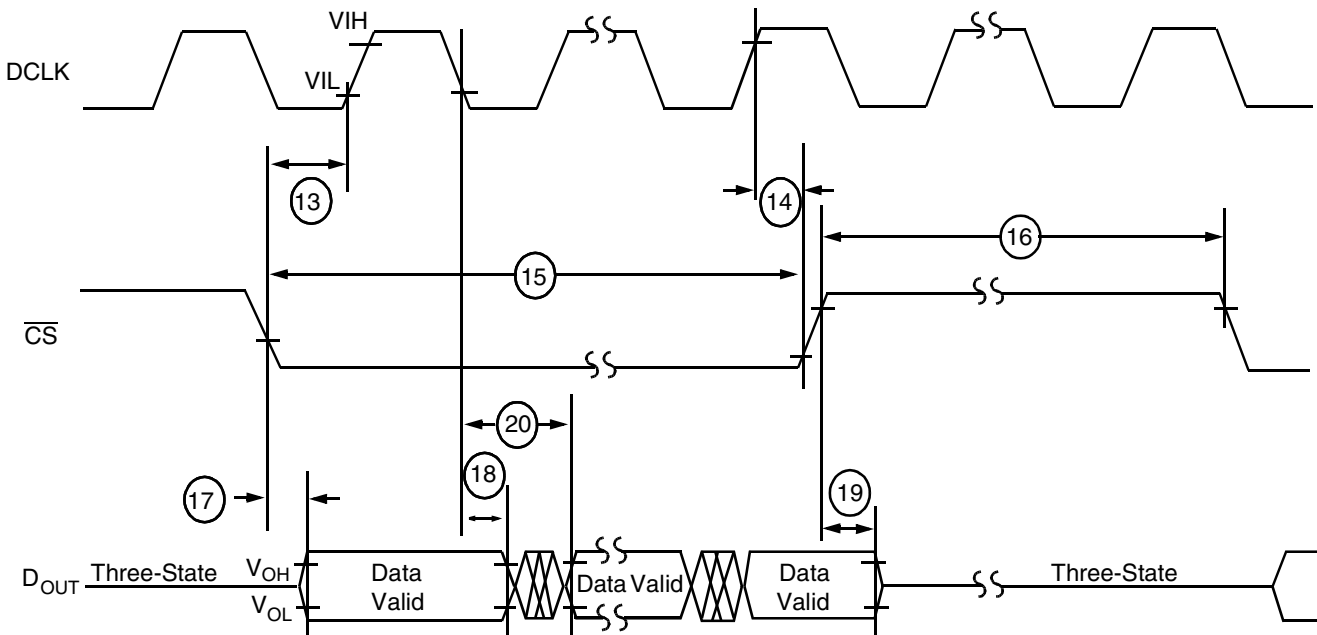 VIH
DCLK
VIL
13
14
16
15
CS
20
18
17
19
DOUT
Three-State
VOH
VOL
Data
Valid
Data Valid
Data
Valid
Three-State